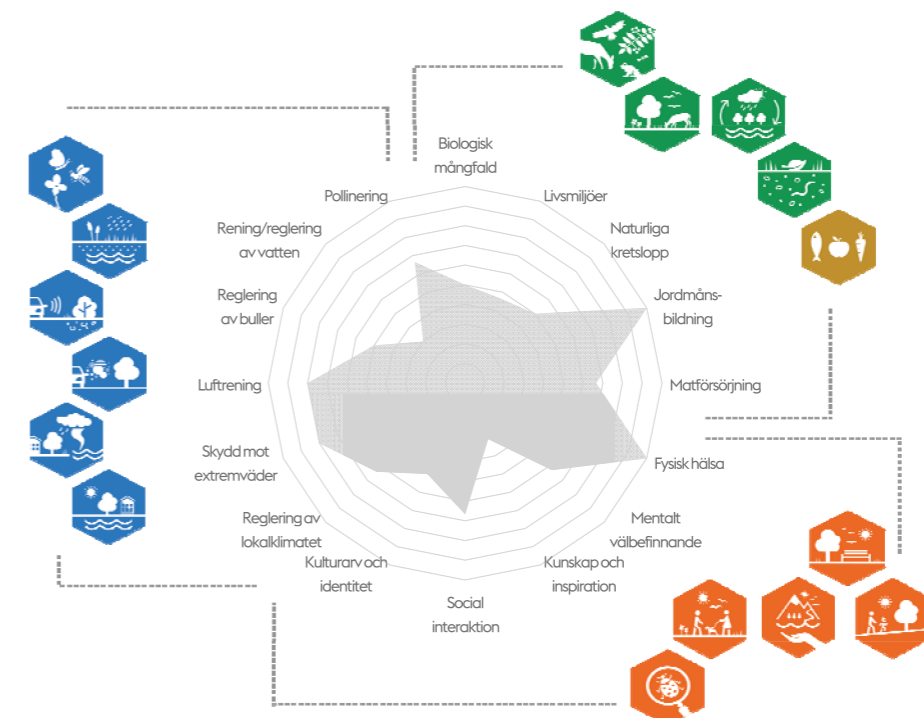 Biologisk
mångfald
Livsmiljöer
Naturliga
kretslopp
Jordmåns-
bildning
Matförsörjning
Fysisk hälsa
Mentalt
välbefinnande
Kunskap och
inspiration
Social
interaktion
Kulturarv och
identitet
Reglering av
lokalklimatet
Skydd mot
extremväder
Luftrening
Reglering
av buller
Rening/reglering
av vatten
Pollinering